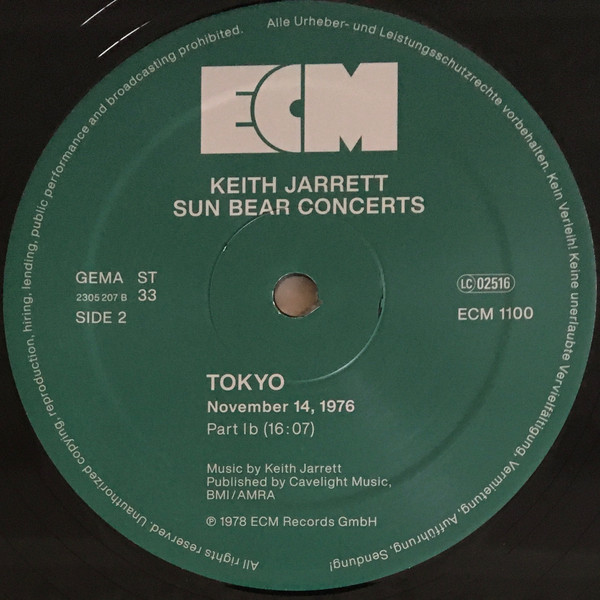 Alle Urheber- und Leistungsschutzrechte vorbehalten. Kein Verleih! Keine unerlaubte Vervielfältigung, Vermietung, Aufführung, Sendung!
ECM
KEITH JARRETT
SUN BEAR CONCERTS
GEMA ST
2305 207 B 33
SIDE 2
LC 02516
ECM 1100
TOKYO
November 14, 1976
Part Ib (16:07)
Music by Keith Jarrett
Published by Cavelight Music,
BMI/AMRA
℗ 1978 ECM Records GmbH
All rights reserved. Unauthorized copying, reproduction, hiring, lending, public performance and broadcasting prohibited.